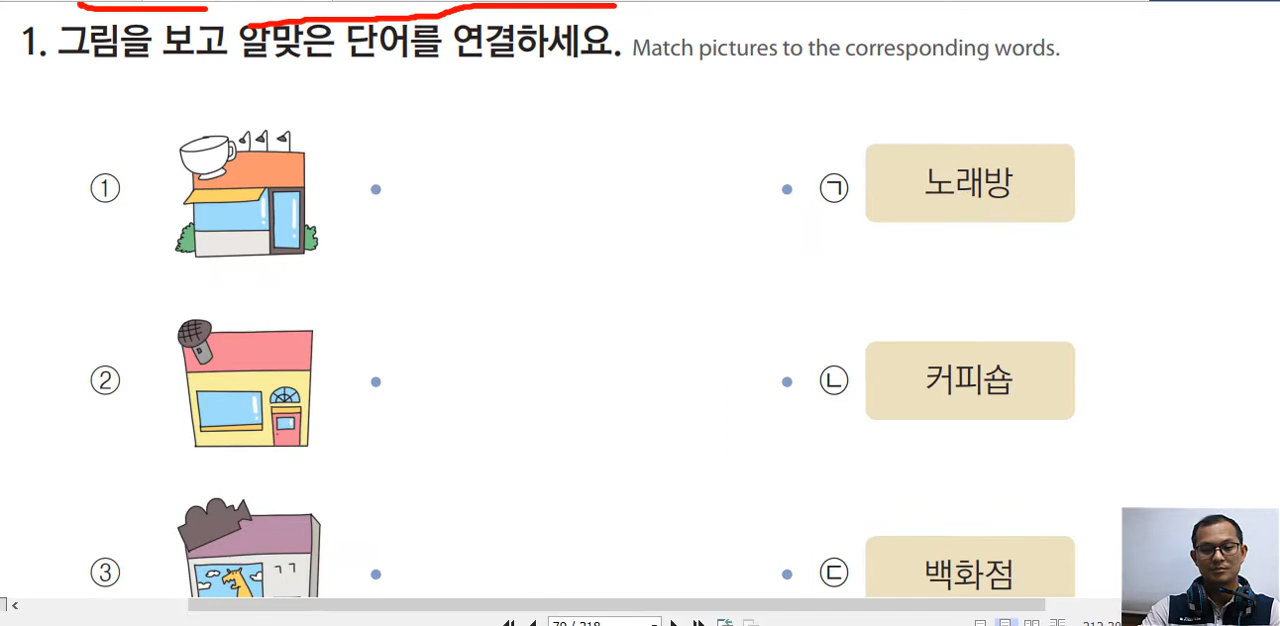 1. 그림을 보고 알맞은 단어를 연결하세요. Match pictures to the corresponding words.
① ㉠ 노래방
② ㉡ 커피숍
③ ㄱㄱ ㉢ 백화점